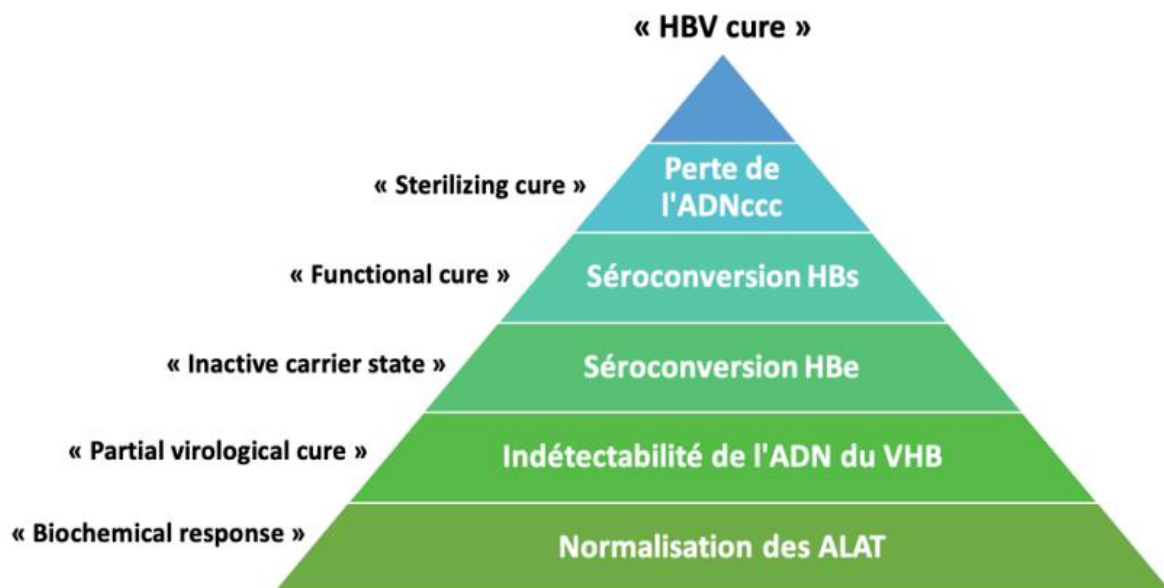 « HBV cure »
« Sterilizing cure »
Perte de
l'ADNccc
« Functional cure »
Séroconversion HBs
« Inactive carrier state »
Séroconversion HBe
« Partial virological cure »
Indétectabilité de l'ADN du VHB
« Biochemical response »
Normalisation des ALAT